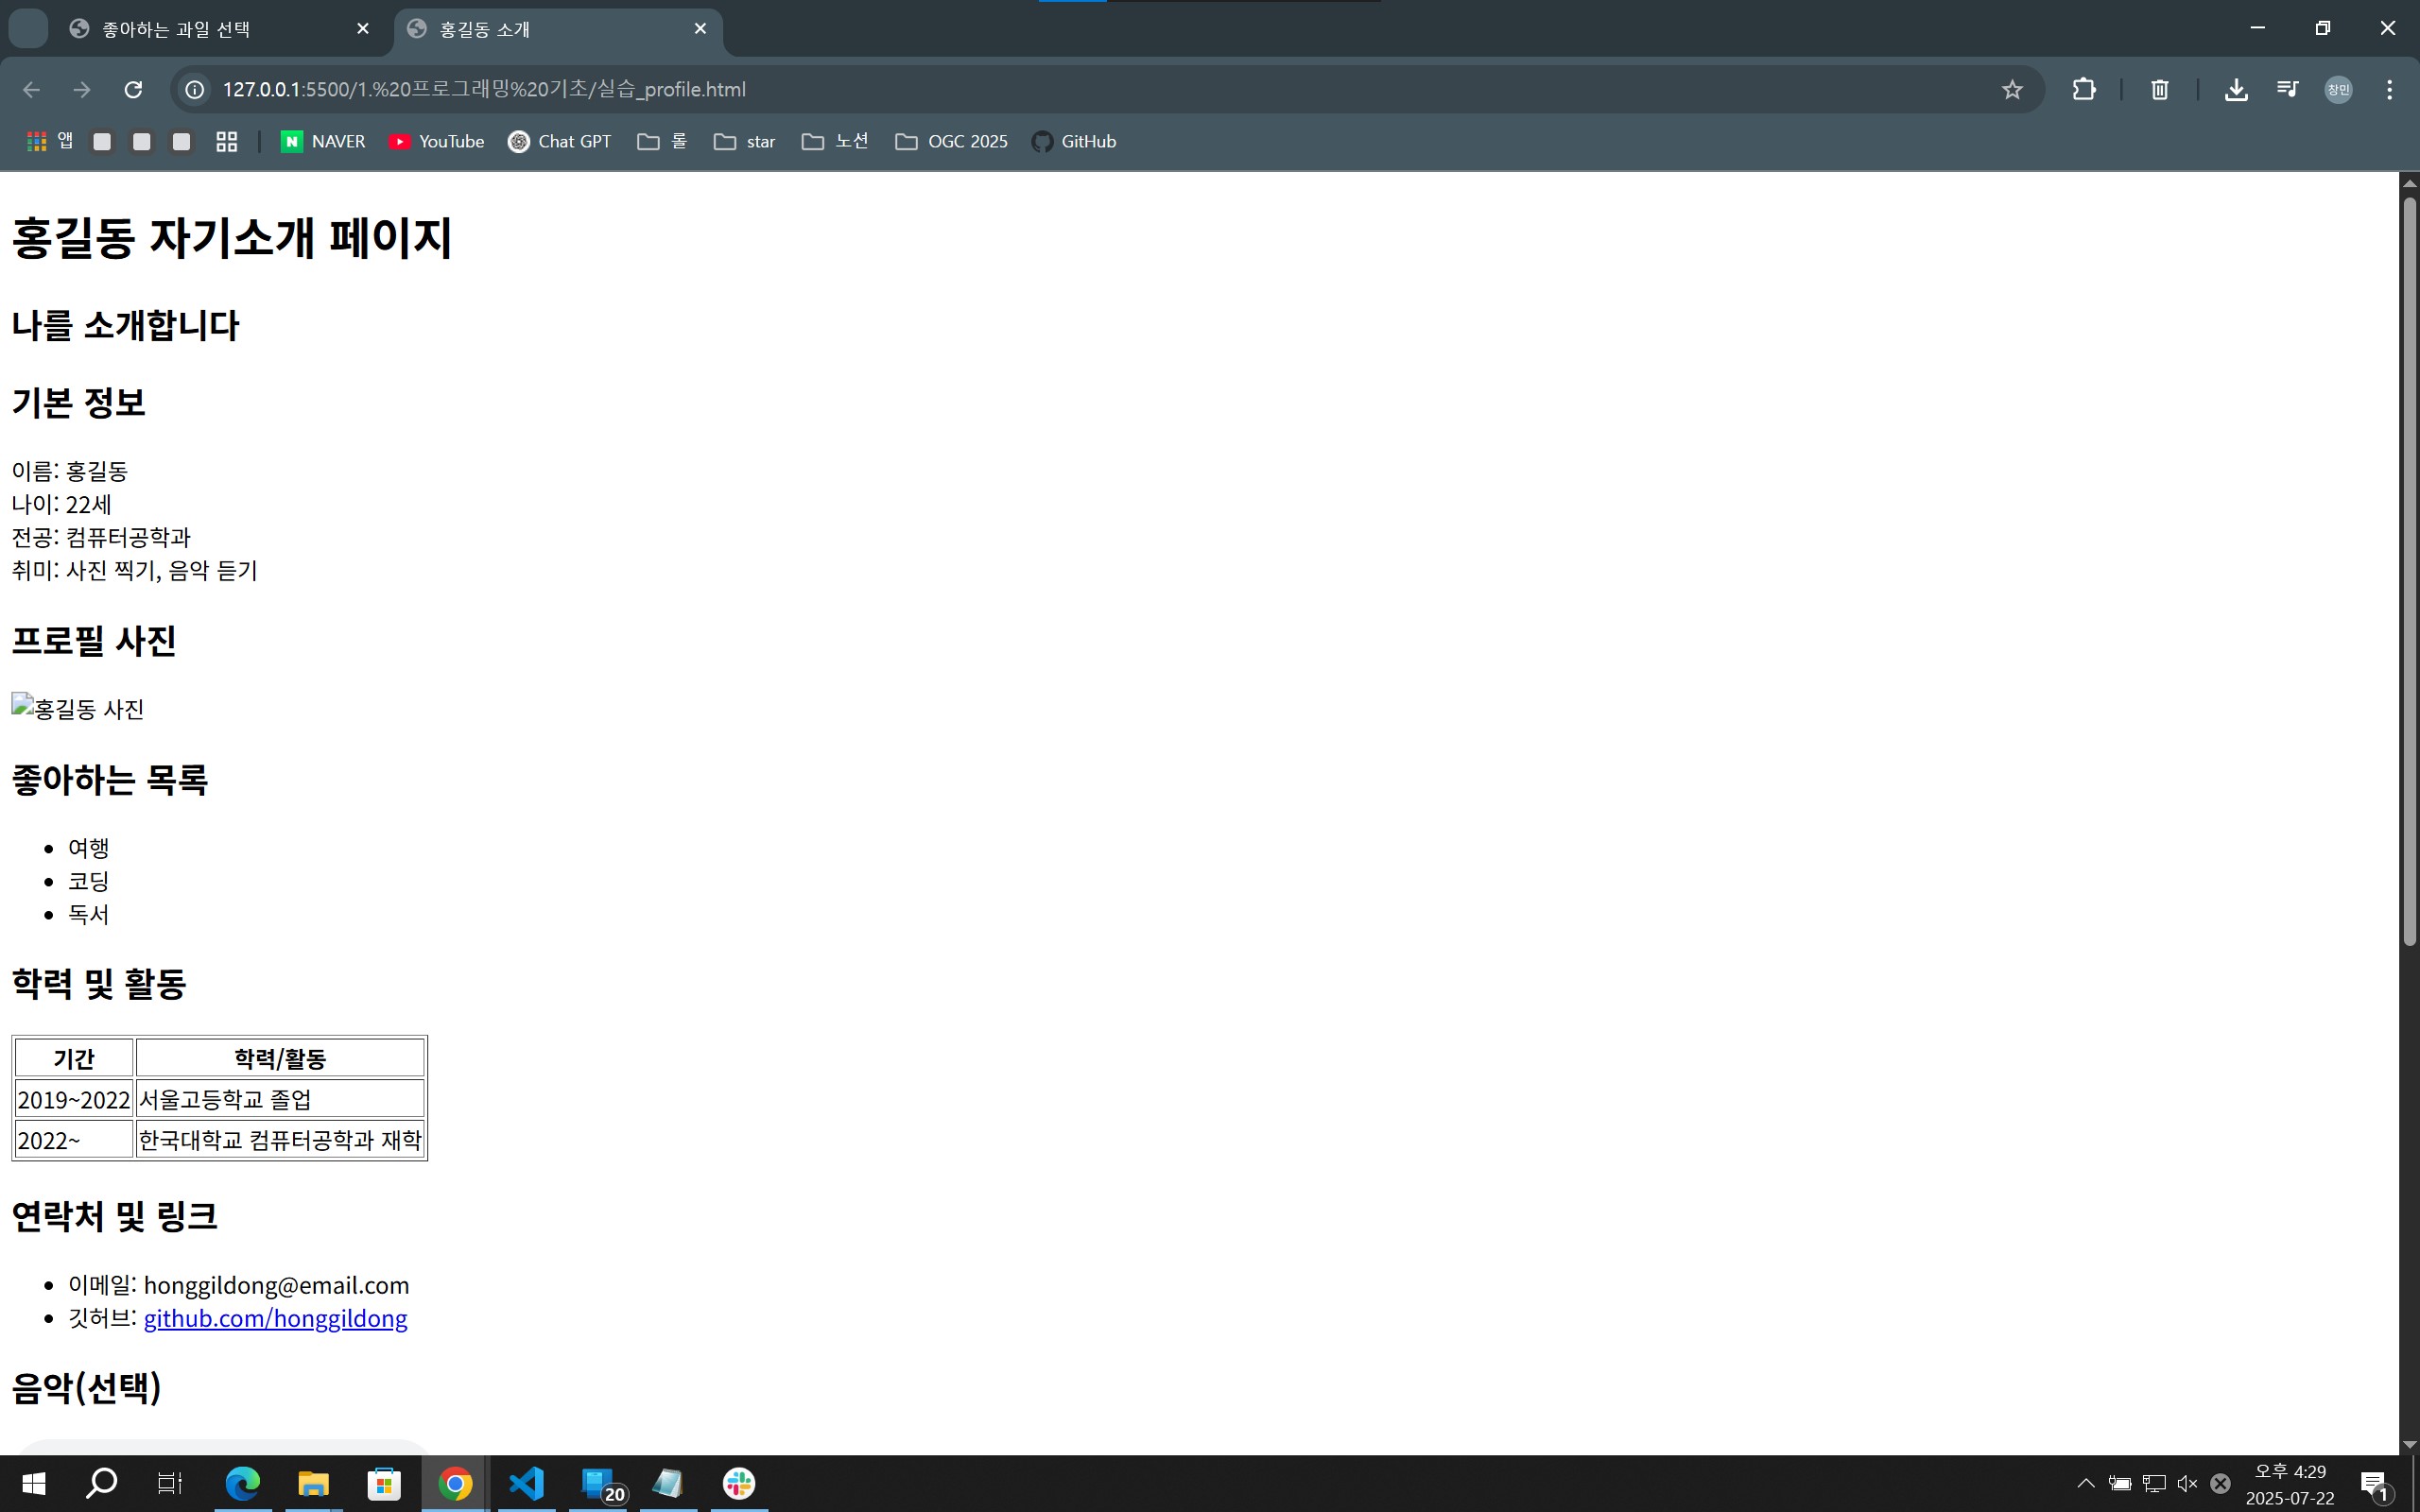 좋아하는 과일 선택
홍길동 소개
127.0.0.1:5500/1.%20프로그래밍%20기초/실습_profile.html
창민
앱
N NAVER
YouTube
Chat GPT
롤
star
노션
OGC 2025
GitHub
홍길동 자기소개 페이지
나를 소개합니다
기본 정보
이름: 홍길동
나이: 22세
전공: 컴퓨터공학과
취미: 사진 찍기, 음악 듣기
프로필 사진
홍길동 사진
좋아하는 목록
여행
코딩
독서
학력 및 활동
기간 학력/활동
2019~2022 서울고등학교 졸업
2022~ 한국대학교 컴퓨터공학과 재학
연락처 및 링크
이메일: honggildong@email.com
깃허브: github.com/honggildong
음악(선택)
20
오후 4:29
2025-07-22
1